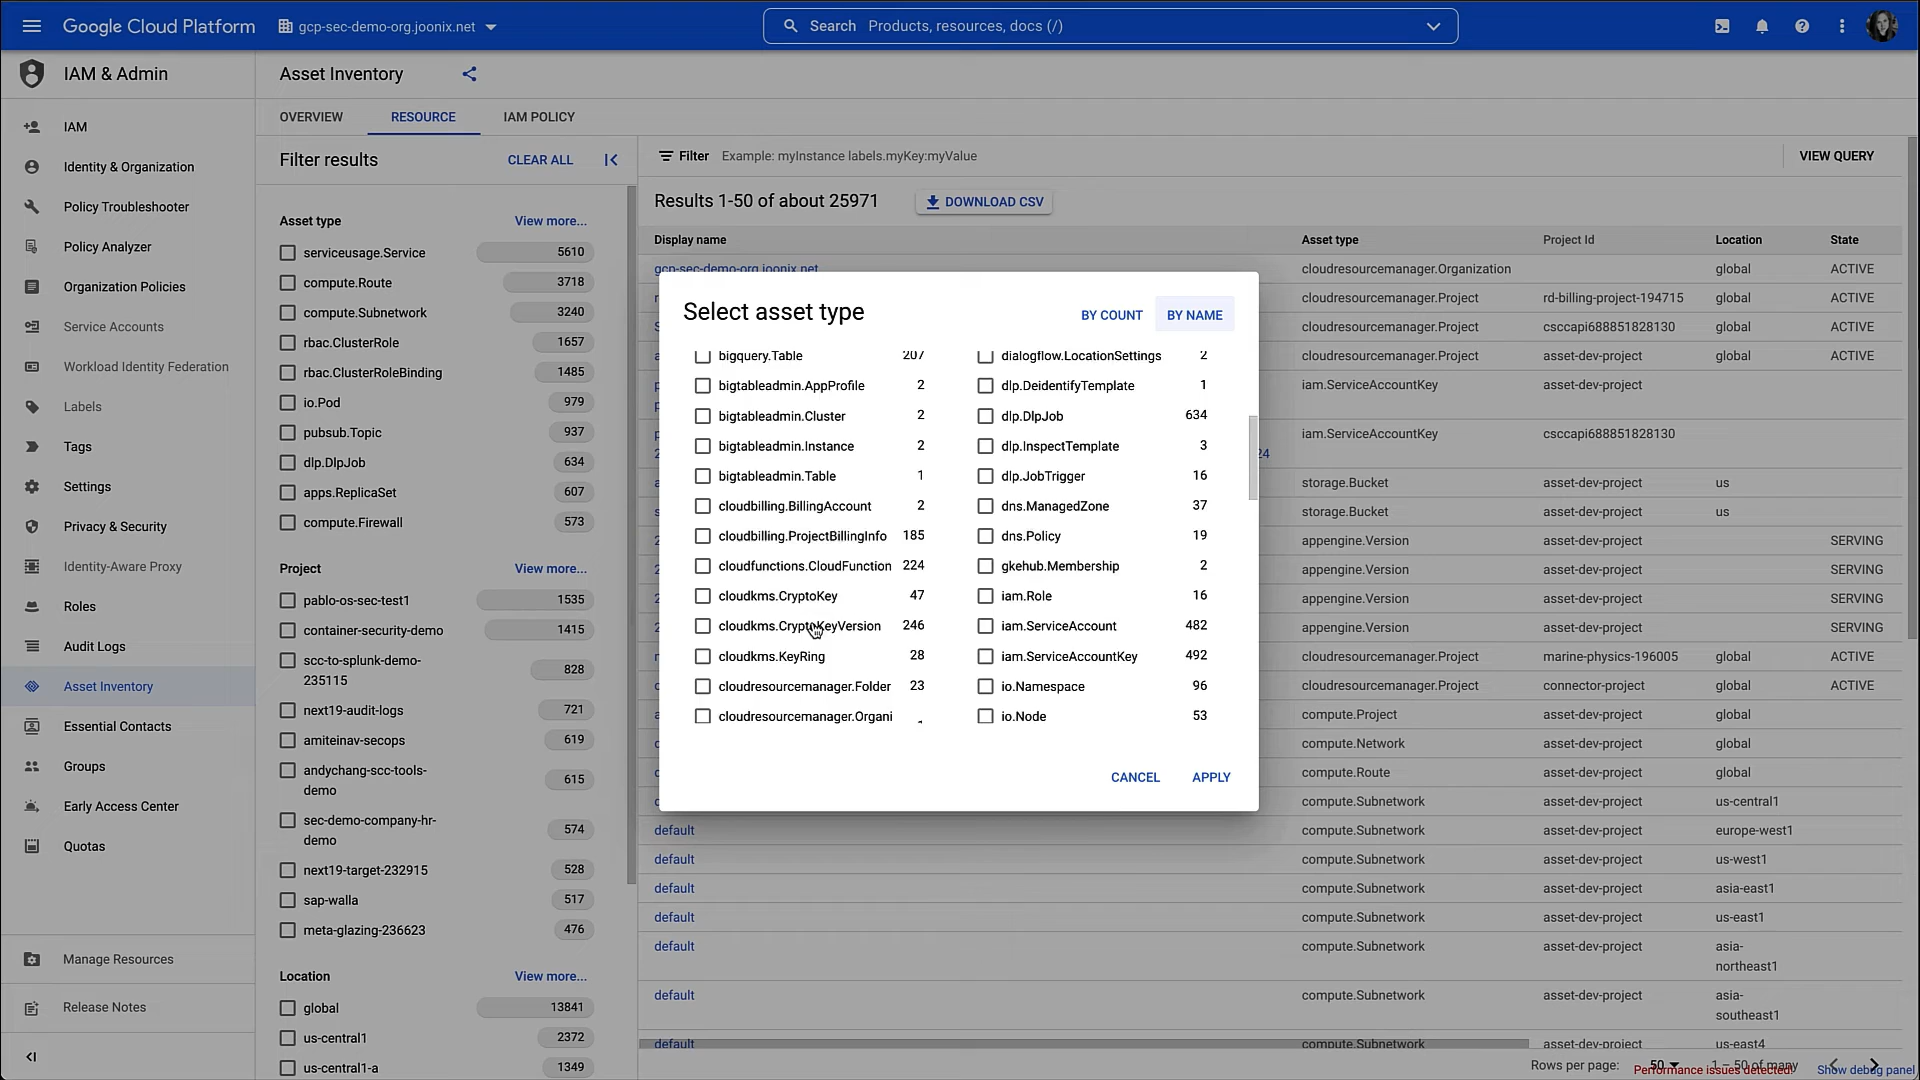 Google Cloud Platform
gcp-sec-demo-org.joonix.net
Search Products, resources, docs (/)
IAM & Admin
IAM
Identity & Organization
Policy Troubleshooter
Policy Analyzer
Organization Policies
Service Accounts
Workload Identity Federation
Labels
Tags
Settings
Privacy & Security
Identity-Aware Proxy
Roles
Audit Logs
Asset Inventory
Essential Contacts
Groups
Early Access Center
Quotas
Manage Resources
Release Notes
Asset Inventory
OVERVIEW RESOURCE IAM POLICY
Filter results CLEAR ALL
Asset type View more...
serviceusage.Service 5610
compute.Route 3718
compute.Subnetwork 3240
rbac.ClusterRole 1657
rbac.ClusterRoleBinding 1485
io.Pod 979
pubsub.Topic 937
dlp.DlpJob 634
apps.ReplicaSet 607
compute.Firewall 573
Project View more...
pablo-os-sec-test1 1535
container-security-demo 1415
scc-to-splunk-demo-
235115 828
next19-audit-logs 721
amiteinav-secops 619
andychang-scc-tools-
demo 615
sec-demo-company-hr-
demo 574
next19-target-232915 528
sap-walla 517
meta-glazing-236623 476
Location View more...
global 13841
us-central1 2372
us-central1-a 1349
Filter Example: myInstance labels.myKey:myValue VIEW QUERY
Results 1-50 of about 25971 DOWNLOAD CSV
Display name Asset type Project Id Location State
gcp-sec-demo-org.joonix.net cloudresourcemanager.Organization global ACTIVE
cloudresourcemanager.Project rd-billing-project-194715 global ACTIVE
cloudresourcemanager.Project csccapi688851828130 global ACTIVE
cloudresourcemanager.Project asset-dev-project global ACTIVE
iam.ServiceAccountKey asset-dev-project
iam.ServiceAccountKey csccapi688851828130
24
storage.Bucket asset-dev-project us
storage.Bucket asset-dev-project us
appengine.Version asset-dev-project SERVING
appengine.Version asset-dev-project SERVING
appengine.Version asset-dev-project SERVING
appengine.Version asset-dev-project SERVING
cloudresourcemanager.Project marine-physics-196005 global ACTIVE
cloudresourcemanager.Project connector-project global ACTIVE
compute.Project asset-dev-project global
compute.Network asset-dev-project global
compute.Route asset-dev-project global
compute.Subnetwork asset-dev-project us-central1
default compute.Subnetwork asset-dev-project europe-west1
default compute.Subnetwork asset-dev-project us-west1
default compute.Subnetwork asset-dev-project asia-east1
default compute.Subnetwork asset-dev-project us-east1
default compute.Subnetwork asset-dev-project asia-
northeast1
default compute.Subnetwork asset-dev-project asia-
southeast1
default compute.Subnetwork asset-dev-project us-east4
Rows per page: 50 1 – 50 of many
Performance issues detected! Show debug panel
Select asset type BY COUNT BY NAME
bigquery.Table 207
bigtableadmin.AppProfile 2
bigtableadmin.Cluster 2
bigtableadmin.Instance 2
bigtableadmin.Table 1
cloudbilling.BillingAccount 2
cloudbilling.ProjectBillingInfo 185
cloudfunctions.CloudFunction 224
cloudkms.CryptoKey 47
cloudkms.CryptoKeyVersion 246
cloudkms.KeyRing 28
cloudresourcemanager.Folder 23
cloudresourcemanager.Organi
dialogflow.LocationSettings 2
dlp.DeidentifyTemplate 1
dlp.DlpJob 634
dlp.InspectTemplate 3
dlp.JobTrigger 16
dns.ManagedZone 37
dns.Policy 19
gkehub.Membership 2
iam.Role 16
iam.ServiceAccount 482
iam.ServiceAccountKey 492
io.Namespace 96
io.Node 53
CANCEL APPLY